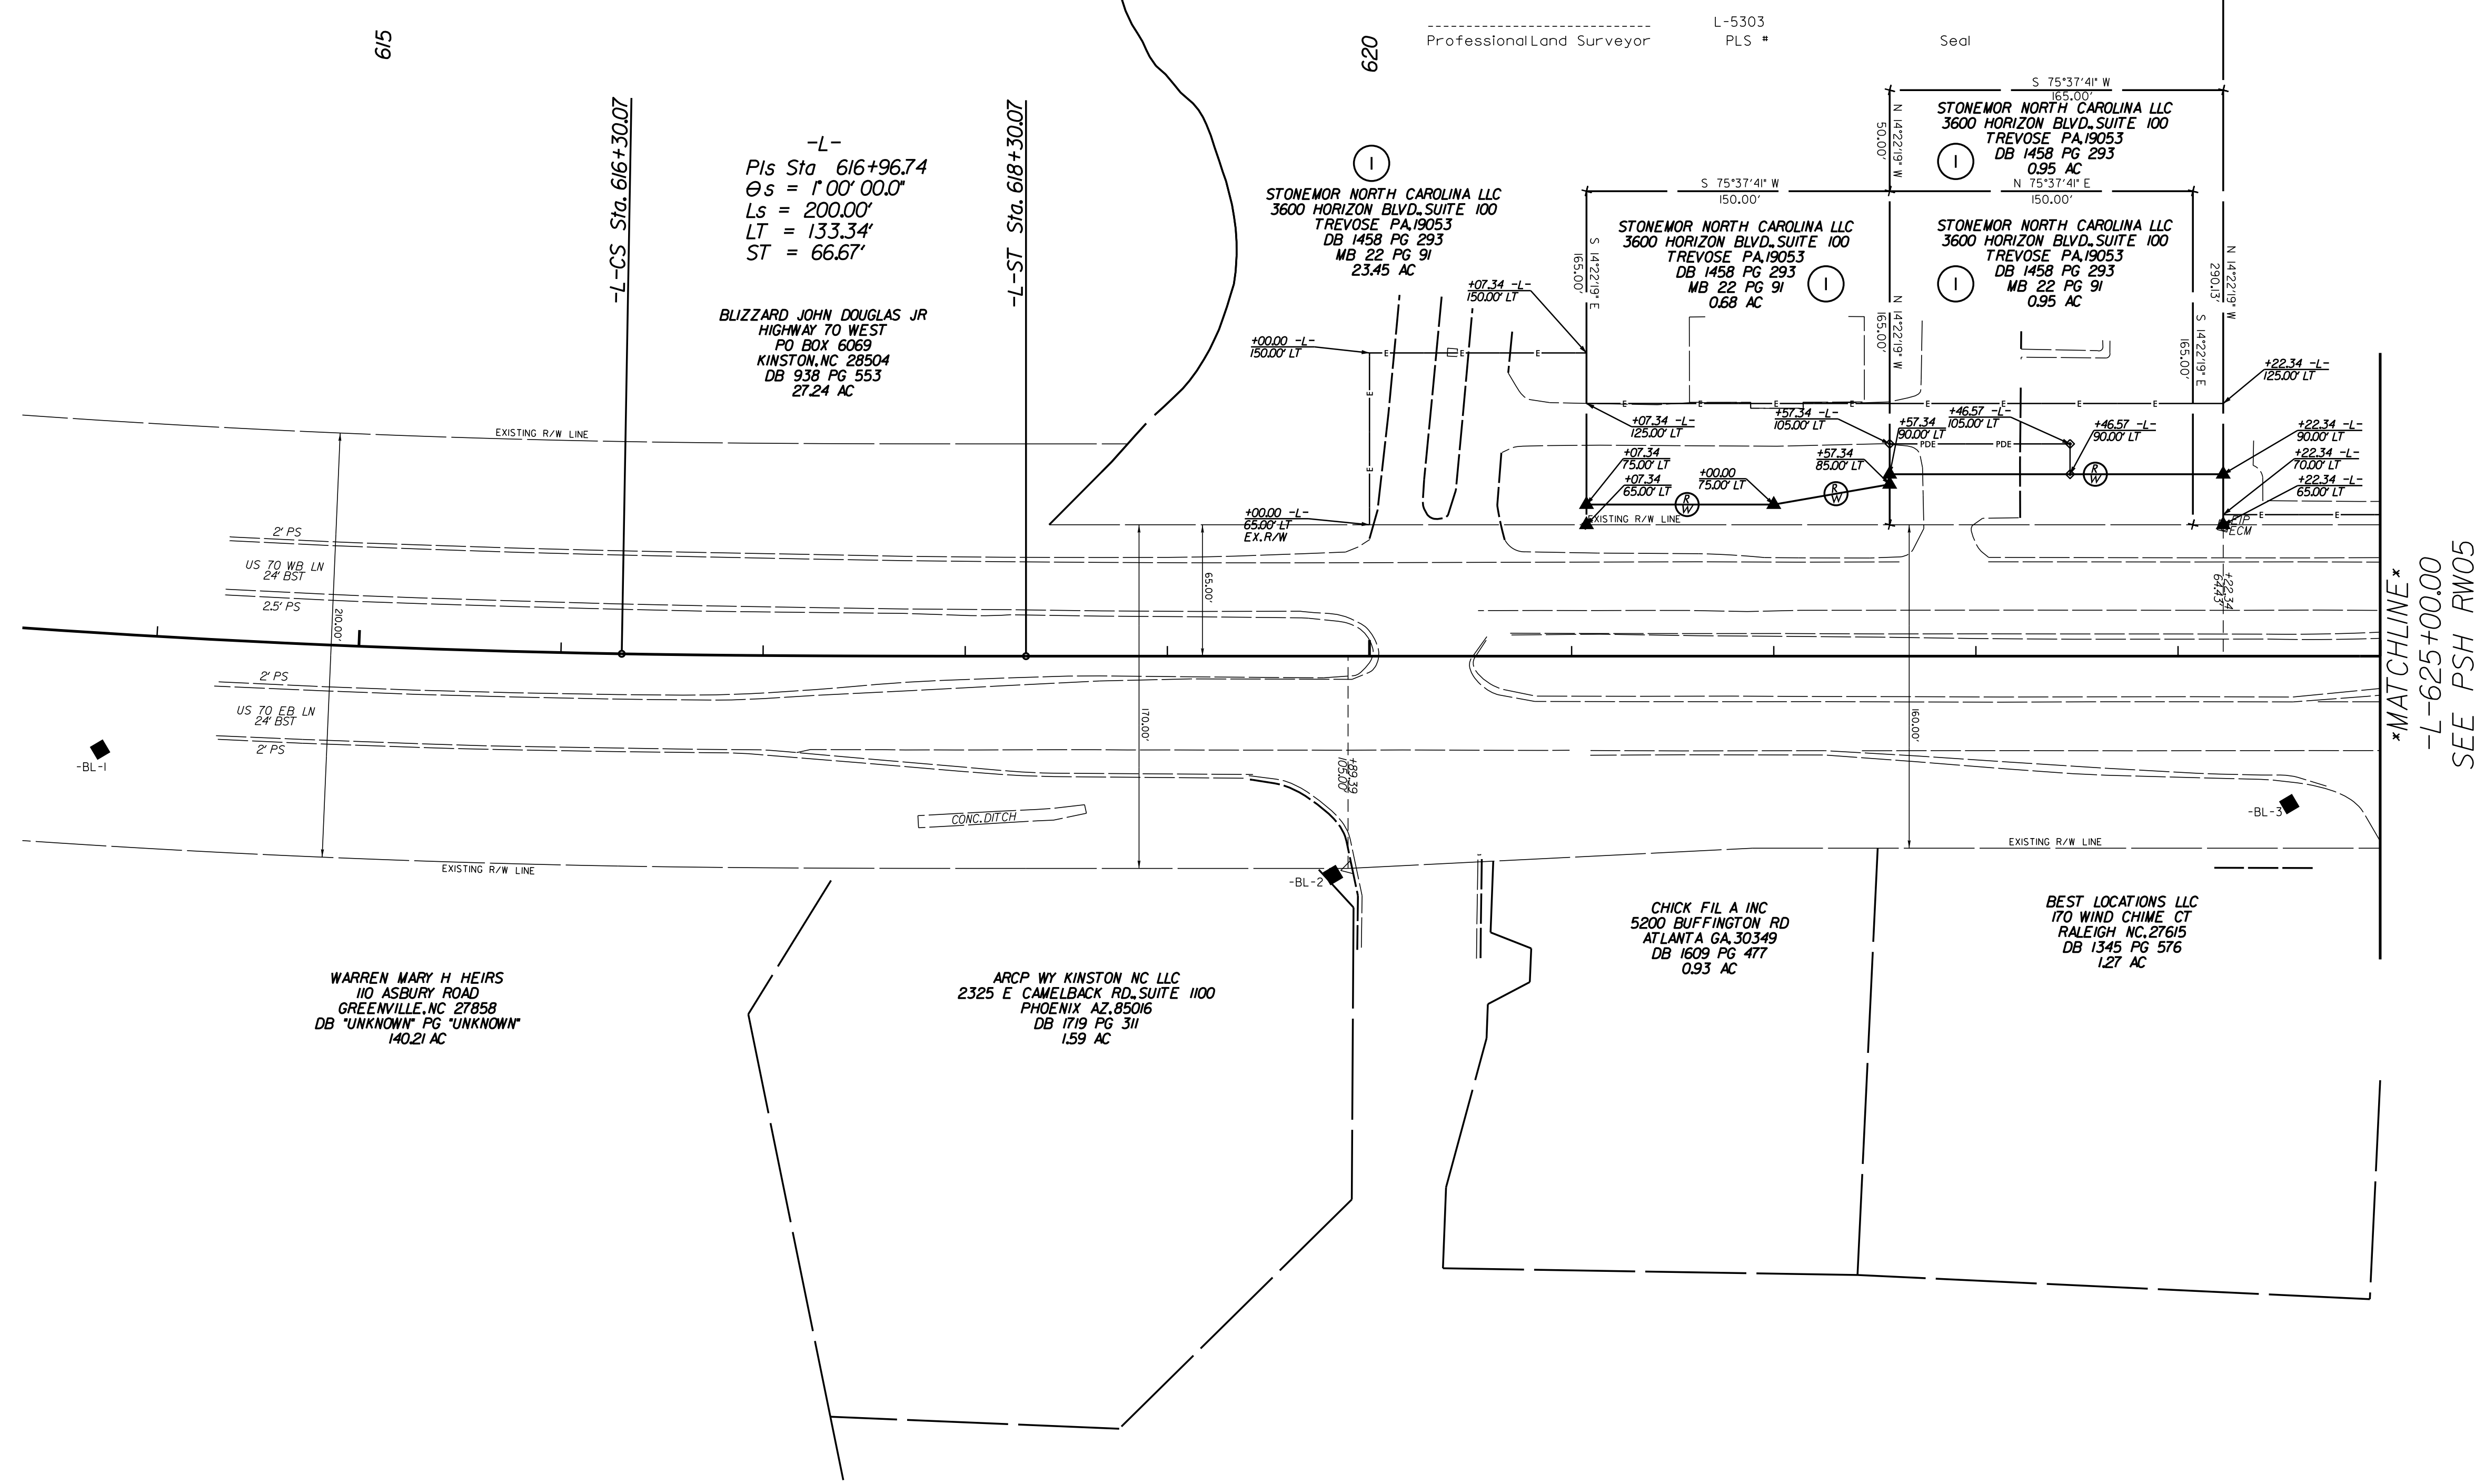 L-5303
Professional Land Surveyor PLS # Seal
615
620
-L-CS Sta. 616+30.07
-L-ST Sta. 618+30.07
-L-
PIs Sta 616+96.74
Θs = 1°00'00.0"
Ls = 200.00'
LT = 133.34'
ST = 66.67'
BLIZZARD JOHN DOUGLAS JR
HIGHWAY 70 WEST
PO BOX 6069
KINSTON, NC 28504
DB 938 PG 553
27.24 AC
1
STONEMOR NORTH CAROLINA LLC
3600 HORIZON BLVD., SUITE 100
TREVOSE PA, 19053
DB 1458 PG 293
MB 22 PG 91
23.45 AC
S 75°37'41" W
165.00'
STONEMOR NORTH CAROLINA LLC
3600 HORIZON BLVD., SUITE 100
TREVOSE PA, 19053
DB 1458 PG 293
0.95 AC
1
N 14°22'19" W
50.00'
S 75°37'41" W
150.00'
N 75°37'41" E
150.00'
STONEMOR NORTH CAROLINA LLC
3600 HORIZON BLVD., SUITE 100
TREVOSE PA, 19053
DB 1458 PG 293
MB 22 PG 91
0.68 AC
1
STONEMOR NORTH CAROLINA LLC
3600 HORIZON BLVD., SUITE 100
TREVOSE PA, 19053
DB 1458 PG 293
MB 22 PG 91
0.95 AC
1
S 14°22'19" E
165.00'
N 14°22'19" W
165.00'
S 14°22'19" E
165.00'
N 14°22'19" W
290.13'
+07.34 -L-
150.00' LT
+00.00 -L-
150.00' LT
E E E
E
E
+22.34 -L-
125.00' LT
E E E E E E E E
+07.34 -L-
125.00' LT
+57.34 -L-
105.00' LT
+57.34
90.00' LT
+46.57 -L-
105.00' LT
+46.57 -L-
90.00' LT
PDE PDE
+22.34 -L-
90.00' LT
+22.34 -L-
70.00' LT
+22.34 -L-
65.00' LT
+07.34
75.00' LT
+07.34
65.00' LT
+00.00
75.00' LT
+57.34
85.00' LT
R/W
R/W
R/W
+00.00 -L-
65.00' LT
EX. R/W
EXISTING R/W LINE
EXISTING R/W LINE
E E
EIP
ECM
+22.34
64.43'
2' PS
US 70 WB LN
24' BST
2.5' PS
210.00'
65.00'
170.00'
160.00'
2' PS
US 70 EB LN
24' BST
2' PS
-BL-1
CONC. DITCH
+89.39
105.00'
-BL-2
-BL-3
EXISTING R/W LINE
EXISTING R/W LINE
*MATCHLINE*
-L-625+00.00
SEE PSH RW05
WARREN MARY H HEIRS
110 ASBURY ROAD
GREENVILLE, NC 27858
DB "UNKNOWN" PG "UNKNOWN"
140.21 AC
ARCP WY KINSTON NC LLC
2325 E CAMELBACK RD., SUITE 1100
PHOENIX AZ, 85016
DB 1719 PG 311
1.59 AC
CHICK FIL A INC
5200 BUFFINGTON RD
ATLANTA GA, 30349
DB 1609 PG 477
0.93 AC
BEST LOCATIONS LLC
170 WIND CHIME CT
RALEIGH NC, 27615
DB 1345 PG 576
1.27 AC